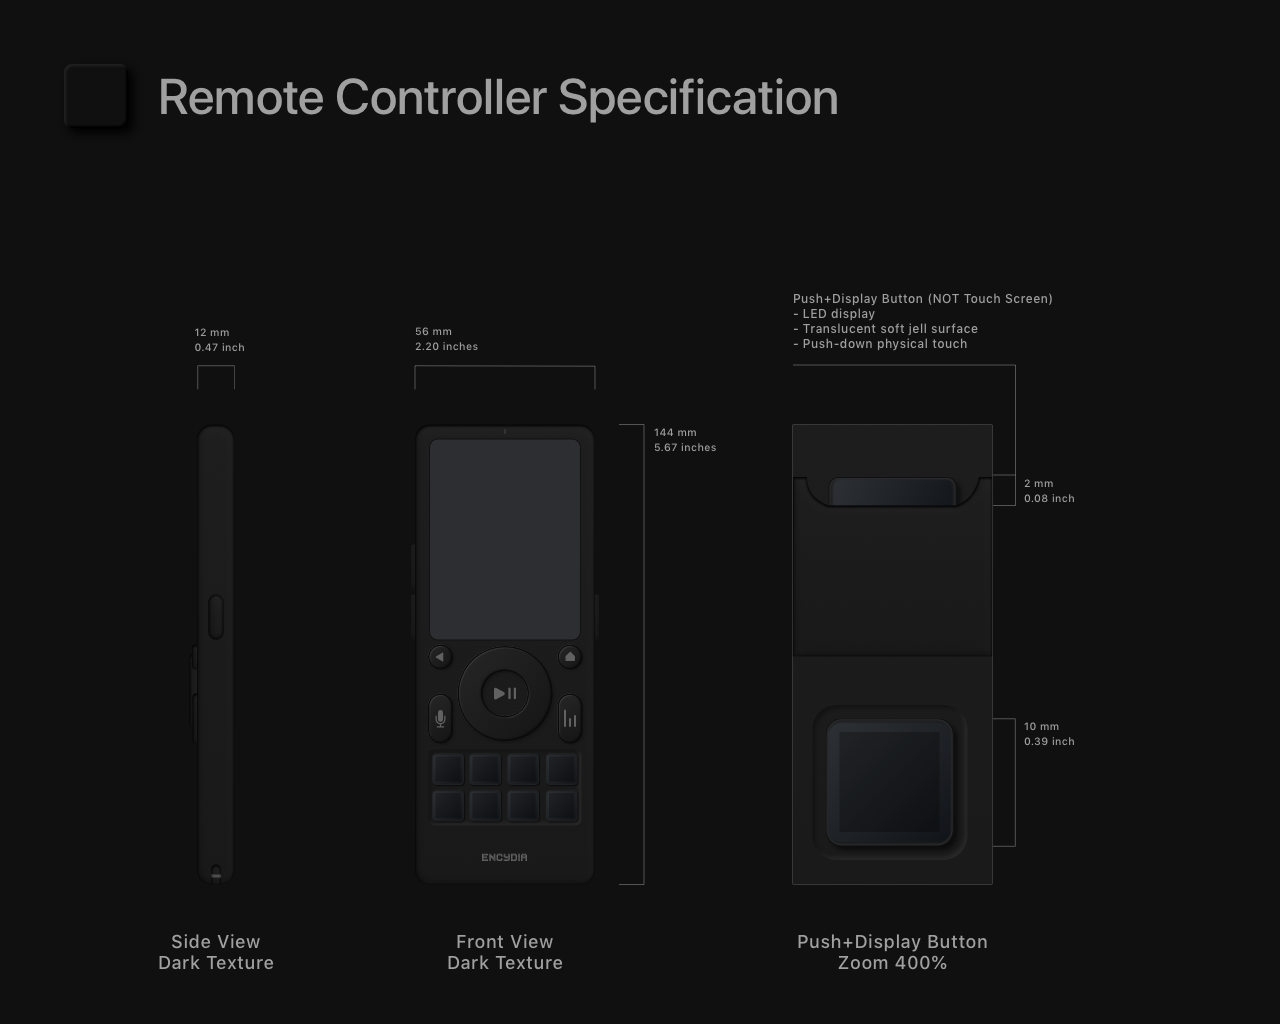 Remote Controller Specification
Push+Display Button (NOT Touch Screen)
- LED display
- Translucent soft jell surface
- Push-down physical touch
12 mm
0.47 inch
56 mm
2.20 inches
144 mm
5.67 inches
2 mm
0.08 inch
10 mm
0.39 inch
ENCYDIA
Side View
Dark Texture
Front View
Dark Texture
Push+Display Button
Zoom 400%